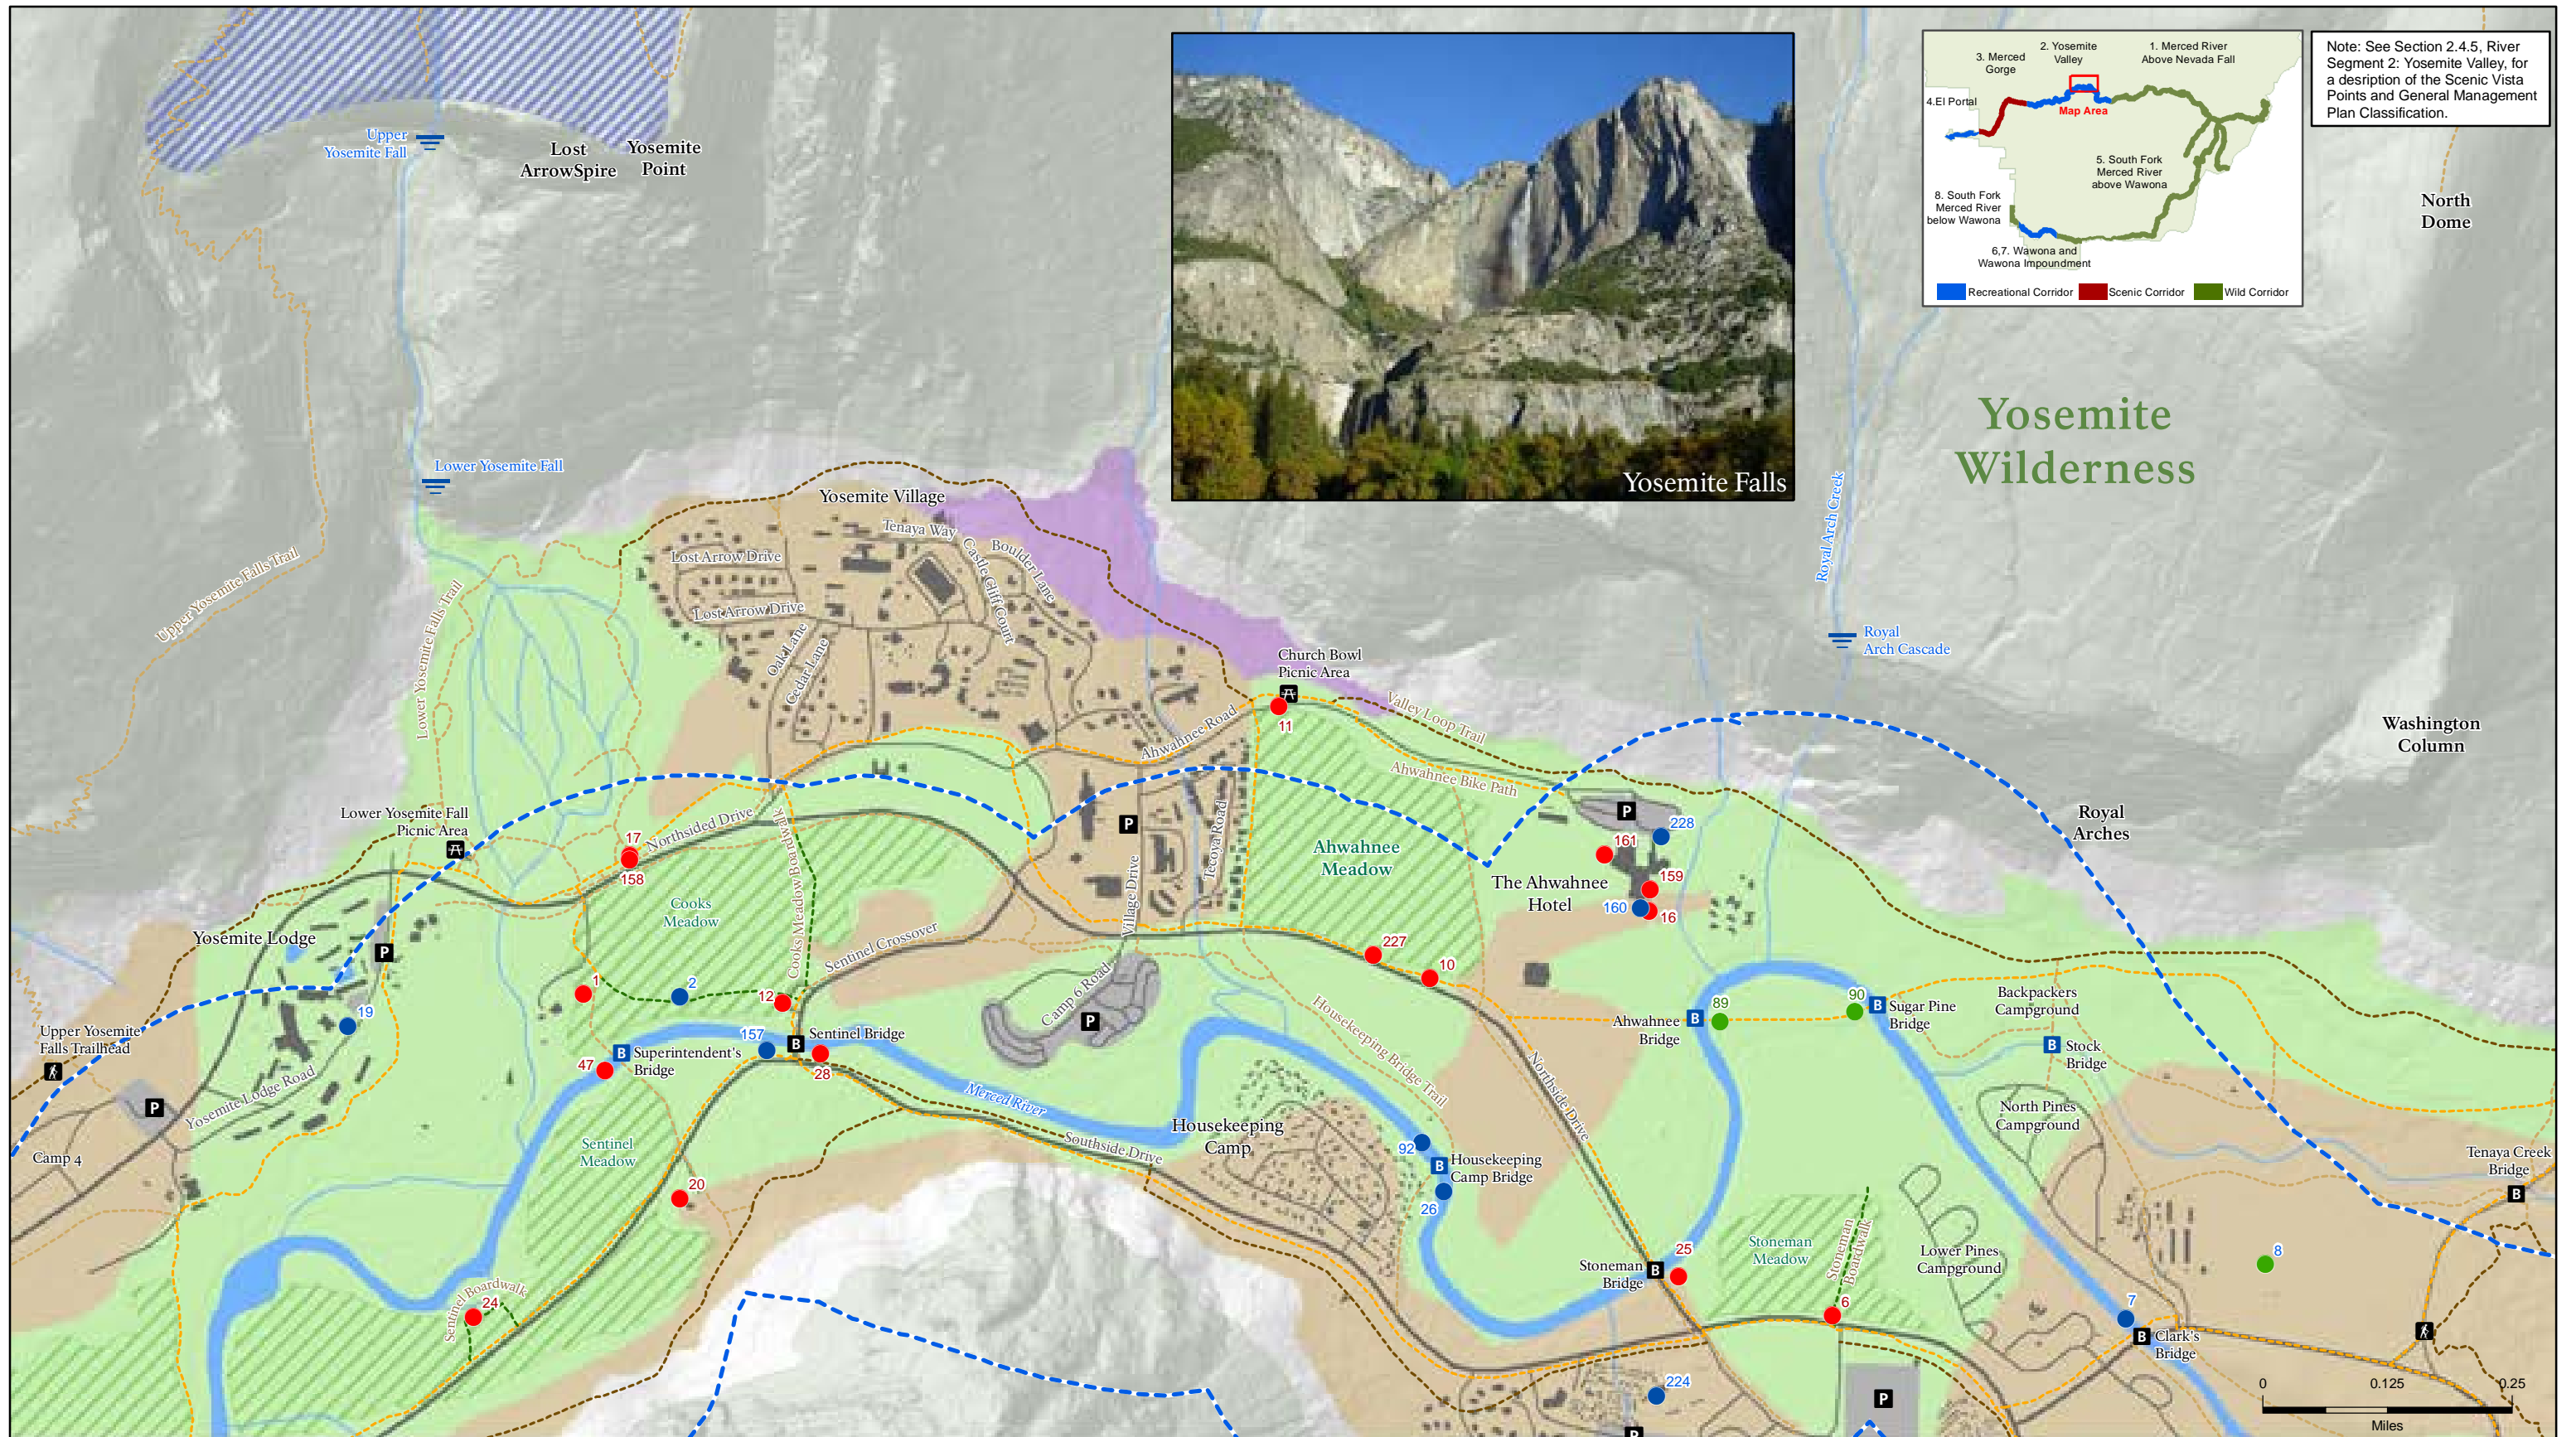 Upper
Yosemite Fall
Lost
ArrowSpire
Yosemite
Point
Yosemite Falls
3. Merced
Gorge
2. Yosemite
Valley
1. Merced River
Above Nevada Fall
4.El Portal
Map Area
5. South Fork
Merced River
above Wawona
8. South Fork
Merced River
below Wawona
6,7. Wawona and
Wawona Impoundment
Recreational Corridor
Scenic Corridor
Wild Corridor
Note: See Section 2.4.5, River
Segment 2: Yosemite Valley, for
a desription of the Scenic Vista
Points and General Management
Plan Classification.
North
Dome
Yosemite
Wilderness
Lower Yosemite Fall
Yosemite Village
Tenaya Way
Lost Arrow Drive
Castle Cliff Court
Boulder Lane
Lost Arrow Drive
Oak Lane
Cedar Lane
Upper Yosemite Falls Trail
Lower Yosemite Falls Trail
Royal Arch Creek
Royal
Arch Cascade
Church Bowl
Picnic Area
11
Ahwahnee Road
Valley Loop Trail
Ahwahnee Bike Path
Washington
Column
Royal
Arches
Lower Yosemite Fall
Picnic Area
17
158
Northsided Drive
Cooks Meadow Boardwalk
P
Tecoya Road
Village Drive
Ahwahnee
Meadow
P
228
161
The Ahwahnee
Hotel
159
160
16
Cooks
Meadow
Yosemite Lodge
P
Sentinel Crossover
227
10
1
2
12
19
Camp 6 Road
P
Housekeeping Bridge Trail
Ahwahnee
Bridge
B
89
90
B
Sugar Pine
Bridge
Backpackers
Campground
B
Stock
Bridge
Upper Yosemite
Falls Trailhead
47
B
Superintendent's
Bridge
157
B
Sentinel Bridge
28
Merced River
P
Yosemite Lodge Road
Camp 4
Sentinel
Meadow
Southside Drive
Housekeeping
Camp
Northside Drive
92
B
Housekeeping
Camp Bridge
26
North Pines
Campground
Tenaya Creek
Bridge
B
20
Sentinel Boardwalk
24
Stoneman
Bridge
B
25
Stoneman
Meadow
Stoneman
Boardwalk
6
Lower Pines
Campground
8
7
B
Clark's
Bridge
224
P
P
0
0.125
0.25
Miles